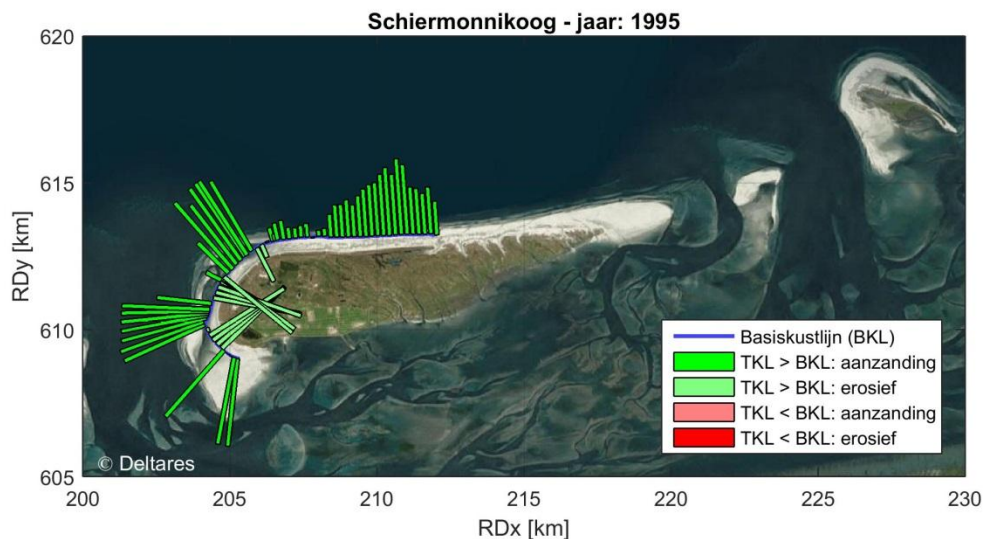 Schiermonnikoog - jaar: 1995
620
615
610
605
RDy [km]
200
205
210
215
220
225
230
RDx [km]
Basiskustlijn (BKL)
TKL > BKL: aanzanding
TKL > BKL: erosief
TKL < BKL: aanzanding
TKL < BKL: erosief
© Deltares